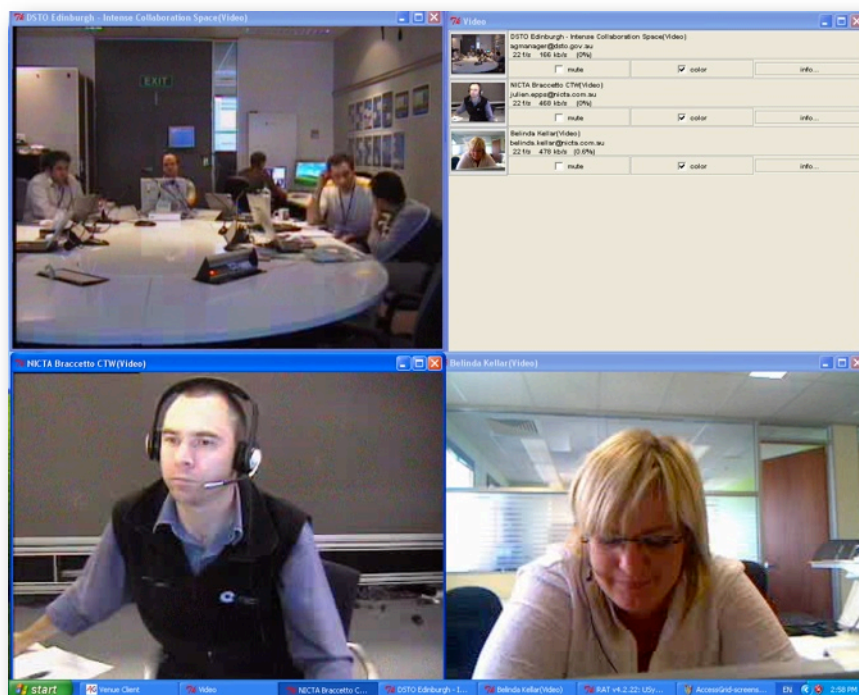 DSTO Edinburgh - Intense Collaboration Space(Video)
EXIT
Video
DSTO Edinburgh - Intense Collaboration Space(Video)
agmanager@dsto.gov.au
22 f/s 166 kb/s (0%)
mute color info...
NICTA Braccetto CTW(Video)
julien.epps@nicta.com.au
22 f/s 468 kb/s (0%)
mute color info...
Belinda Kellar(Video)
belinda.kellar@nicta.com.au
22 f/s 478 kb/s (0.6%)
mute color info...
NICTA Braccetto CTW(Video)
Belinda Kellar(Video)
start Venue Client Video NICTA Braccetto C... DSTO Edinburgh - I... Belinda Kellar(Video) RAT v4.2.22: USy... AccessGrid-screens... EN 2:58 PM